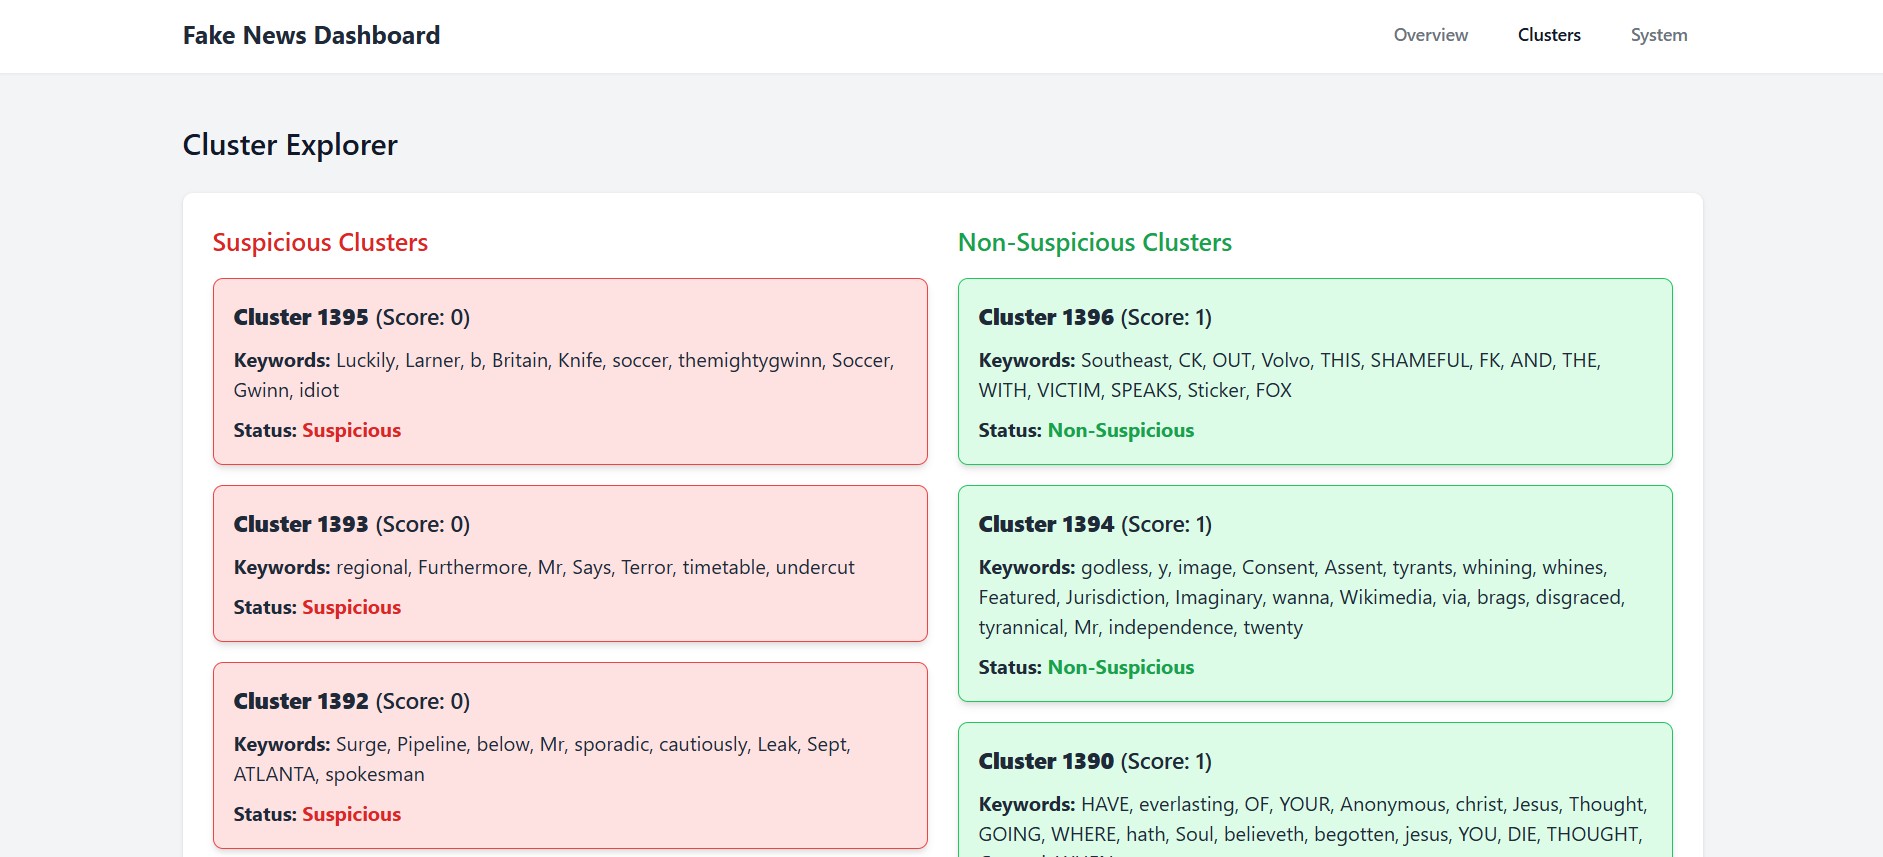 Fake News Dashboard
Overview
Clusters
System
Cluster Explorer
Suspicious Clusters
Cluster 1395 (Score: 0)
Keywords: Luckily, Larner, b, Britain, Knife, soccer, themightygwinn, Soccer,
Gwinn, idiot
Status: Suspicious
Cluster 1393 (Score: 0)
Keywords: regional, Furthermore, Mr, Says, Terror, timetable, undercut
Status: Suspicious
Cluster 1392 (Score: 0)
Keywords: Surge, Pipeline, below, Mr, sporadic, cautiously, Leak, Sept,
ATLANTA, spokesman
Status: Suspicious
Non-Suspicious Clusters
Cluster 1396 (Score: 1)
Keywords: Southeast, CK, OUT, Volvo, THIS, SHAMEFUL, FK, AND, THE,
WITH, VICTIM, SPEAKS, Sticker, FOX
Status: Non-Suspicious
Cluster 1394 (Score: 1)
Keywords: godless, y, image, Consent, Assent, tyrants, whining, whines,
Featured, Jurisdiction, Imaginary, wanna, Wikimedia, via, brags, disgraced,
tyrannical, Mr, independence, twenty
Status: Non-Suspicious
Cluster 1390 (Score: 1)
Keywords: HAVE, everlasting, OF, YOUR, Anonymous, christ, Jesus, Thought,
GOING, WHERE, hath, Soul, believeth, begotten, jesus, YOU, DIE, THOUGHT,